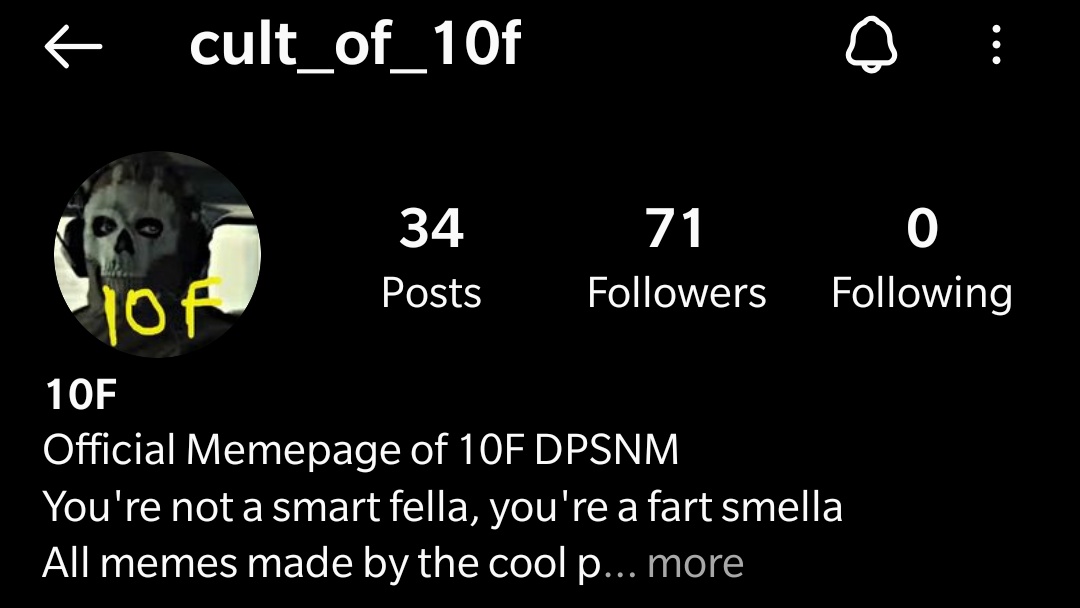 cult_of_10f
10F
34 71 0
Posts Followers Following
10F
Official Memepage of 10F DPSNM
You're not a smart fella, you're a fart smella
All memes made by the cool p... more